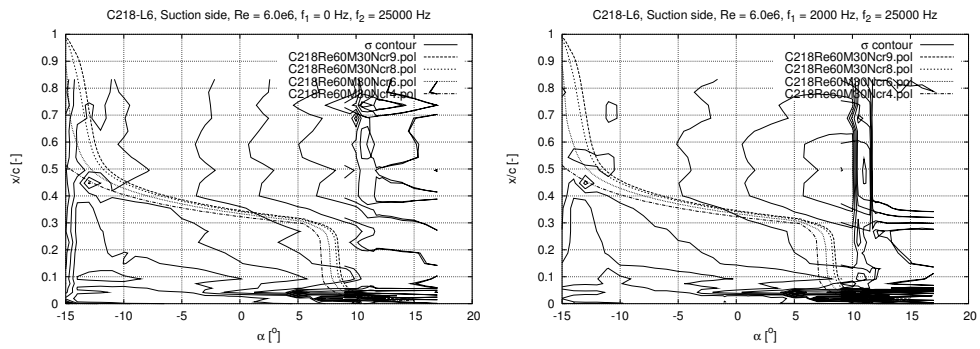 C218-L6, Suction side, Re = 6.0e6, f1 = 0 Hz, f2 = 25000 Hz
σ contour
C218Re60M30Ncr9.pol
C218Re60M30Ncr8.pol
C218Re60M30Ncr6.pol
C218Re60M30Ncr4.pol
x/c [-]
1
0.9
0.8
0.7
0.6
0.5
0.4
0.3
0.2
0.1
0
-15 -10 -5 0 5 10 15 20
α [°]
C218-L6, Suction side, Re = 6.0e6, f1 = 2000 Hz, f2 = 25000 Hz
σ contour
C218Re60M30Ncr9.pol
C218Re60M30Ncr8.pol
C218Re60M30Ncr6.pol
C218Re60M30Ncr4.pol
x/c [-]
1
0.9
0.8
0.7
0.6
0.5
0.4
0.3
0.2
0.1
0
-15 -10 -5 0 5 10 15 20
α [°]